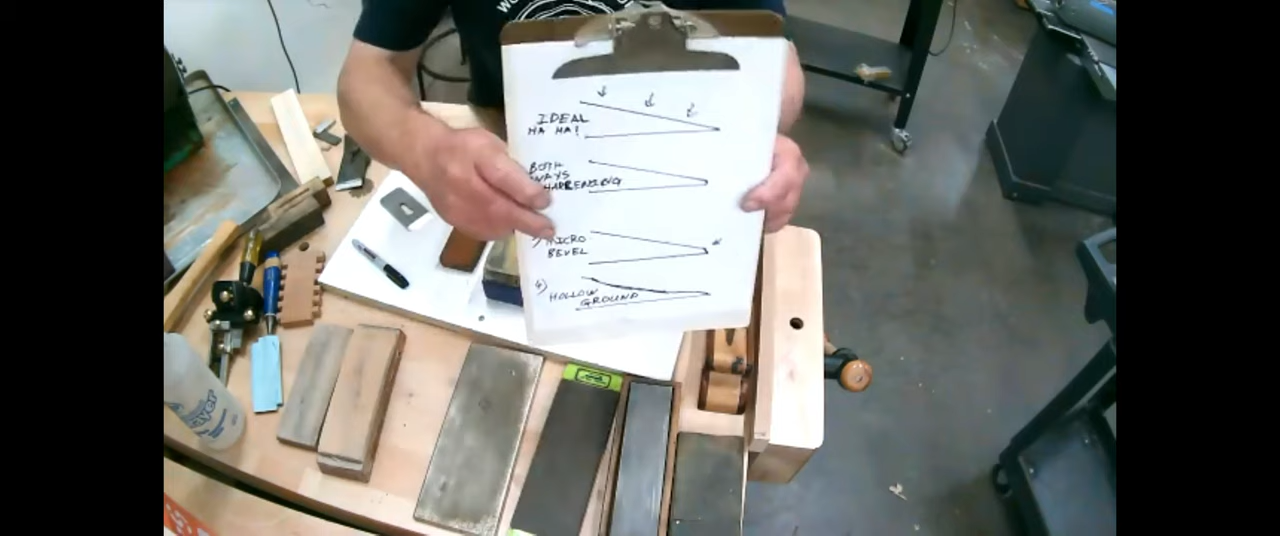 IDEAL
HA HA!
BOTH
WAYS
SHARPENING
MICRO
BEVEL
4) HOLLOW
GROUND